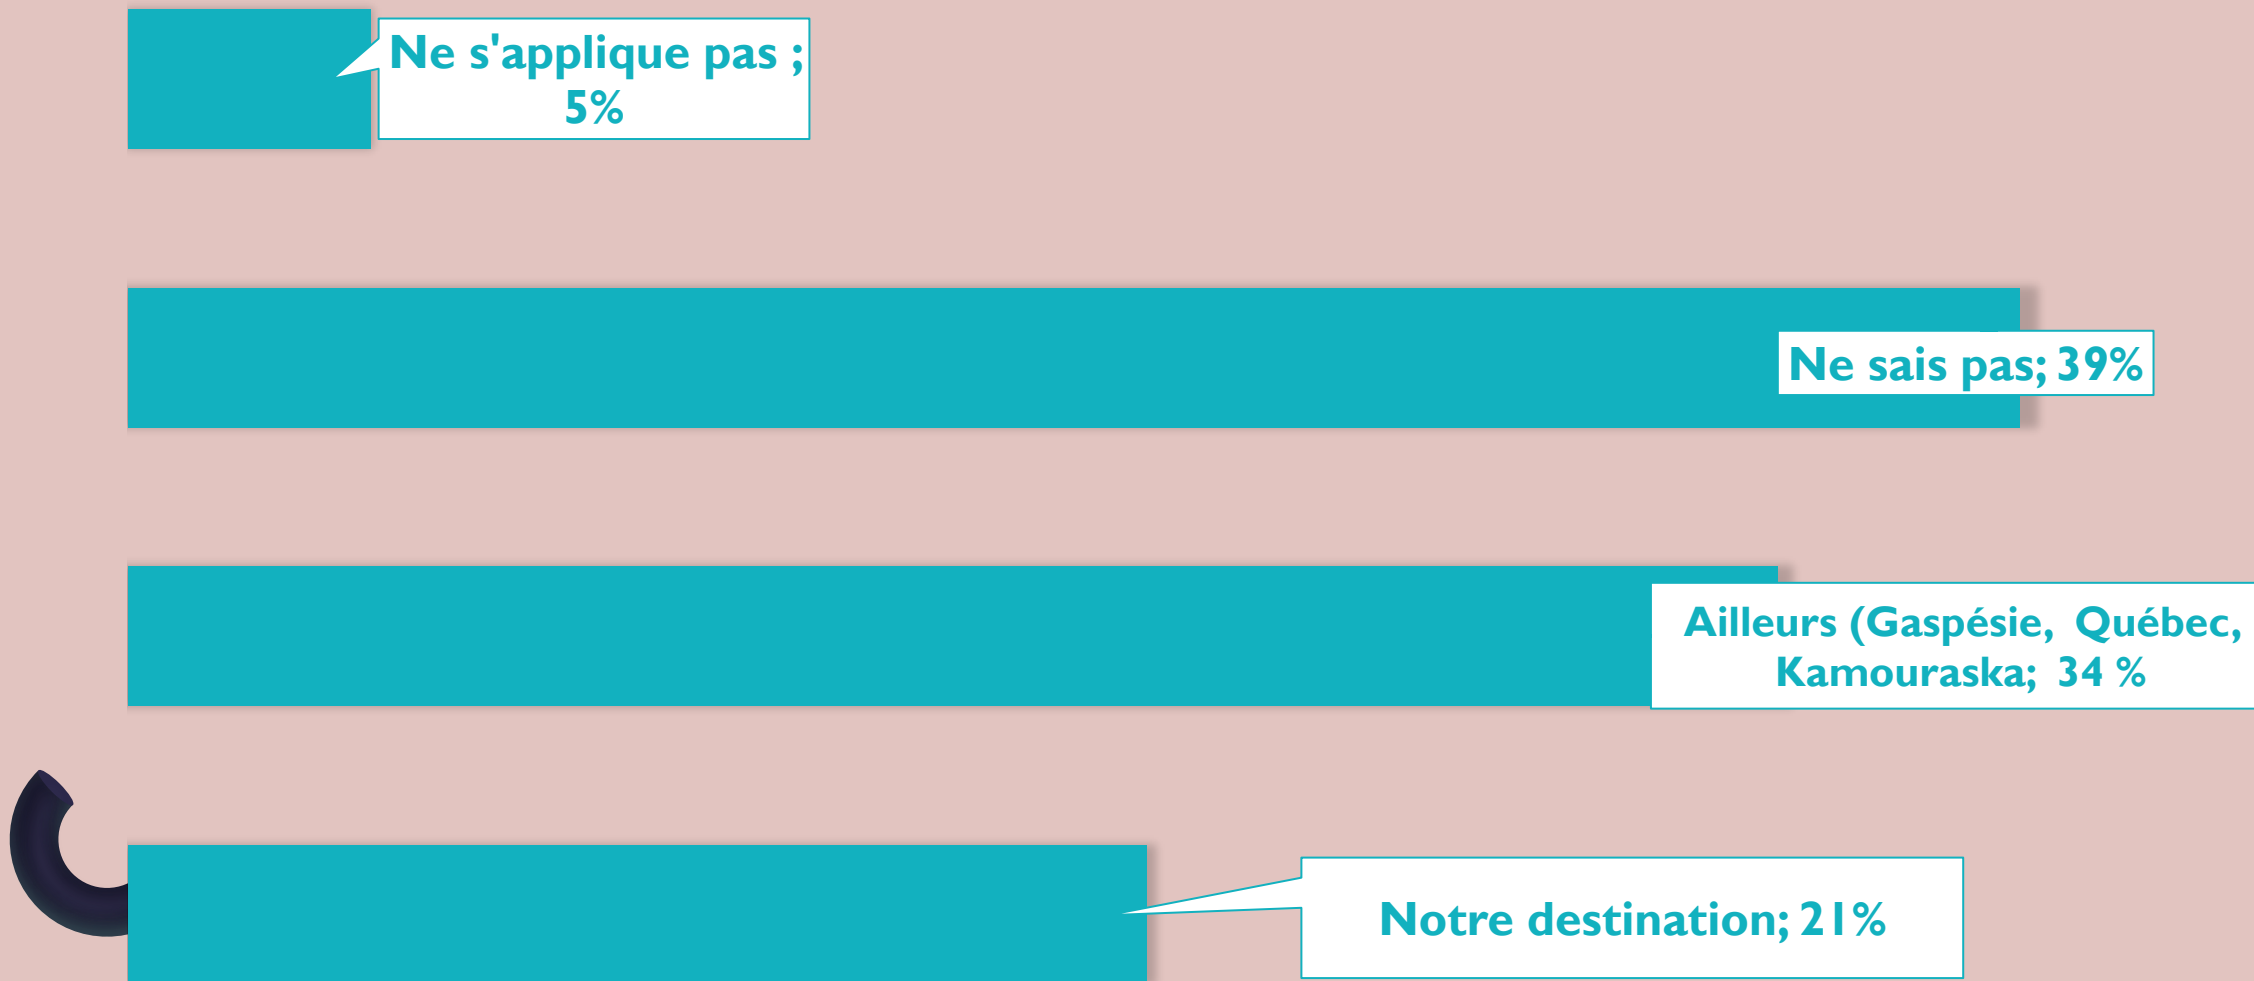 Ne s'applique pas ;
5%
Ne sais pas; 39%
Ailleurs (Gaspésie, Québec,
Kamouraska; 34 %
Notre destination; 21%